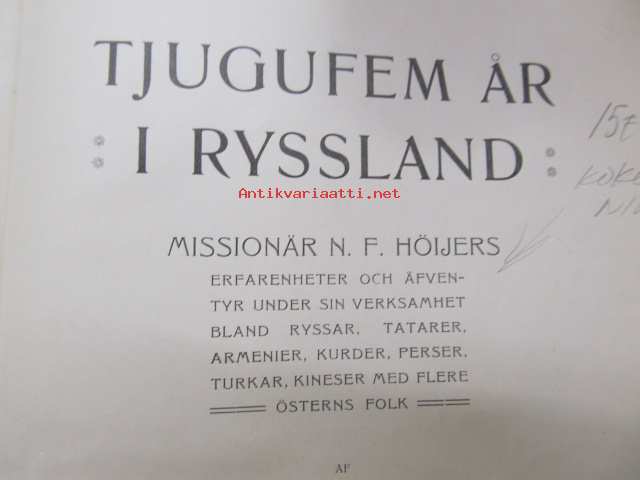 TJUGUFEM ÅR
I RYSSLAND
Antikvariaatti.net
MISSIONÄR N. F. HÖIJERS
ERFARENHETER OCH ÄFVEN-
TYR UNDER SIN VERKSAMHET
BLAND RYSSAR, TATARER,
ARMENIER, KURDER, PERSER,
TURKAR, KINESER MED FLERE
ÖSTERNS FOLK
AF